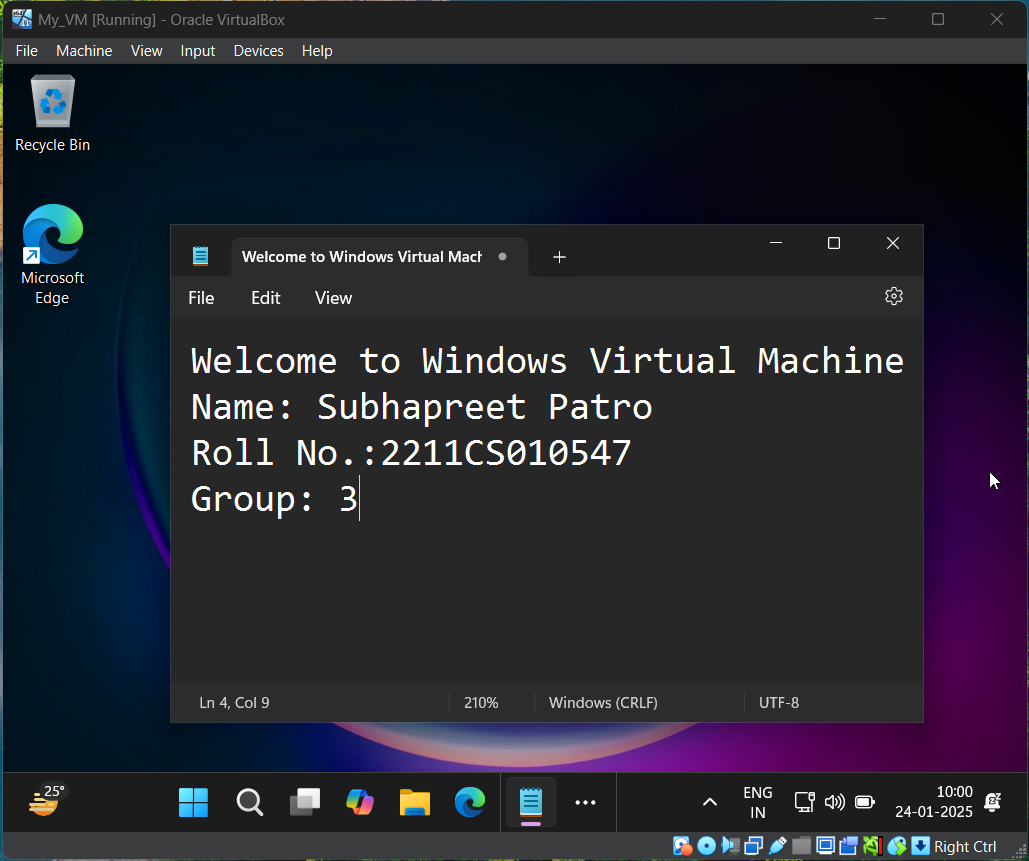 My_VM [Running] - Oracle VirtualBox
File Machine View Input Devices Help
Recycle Bin
Microsoft
Edge
Welcome to Windows Virtual Mach
File Edit View
Welcome to Windows Virtual Machine
Name: Subhapreet Patro
Roll No.:2211CS010547
Group: 3
Ln 4, Col 9 210% Windows (CRLF) UTF-8
25°
ENG
IN
10:00
24-01-2025
Right Ctrl